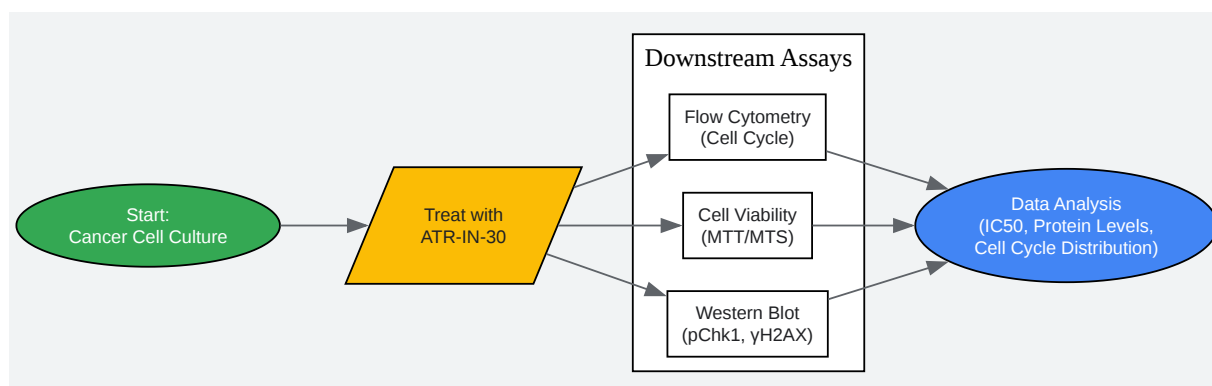 Start:
Cancer Cell Culture
Treat with
ATR-IN-30
Downstream Assays
Flow Cytometry
(Cell Cycle)
Cell Viability
(MTT/MTS)
Western Blot
(pChk1, γH2AX)
Data Analysis
(IC50, Protein Levels,
Cell Cycle Distribution)